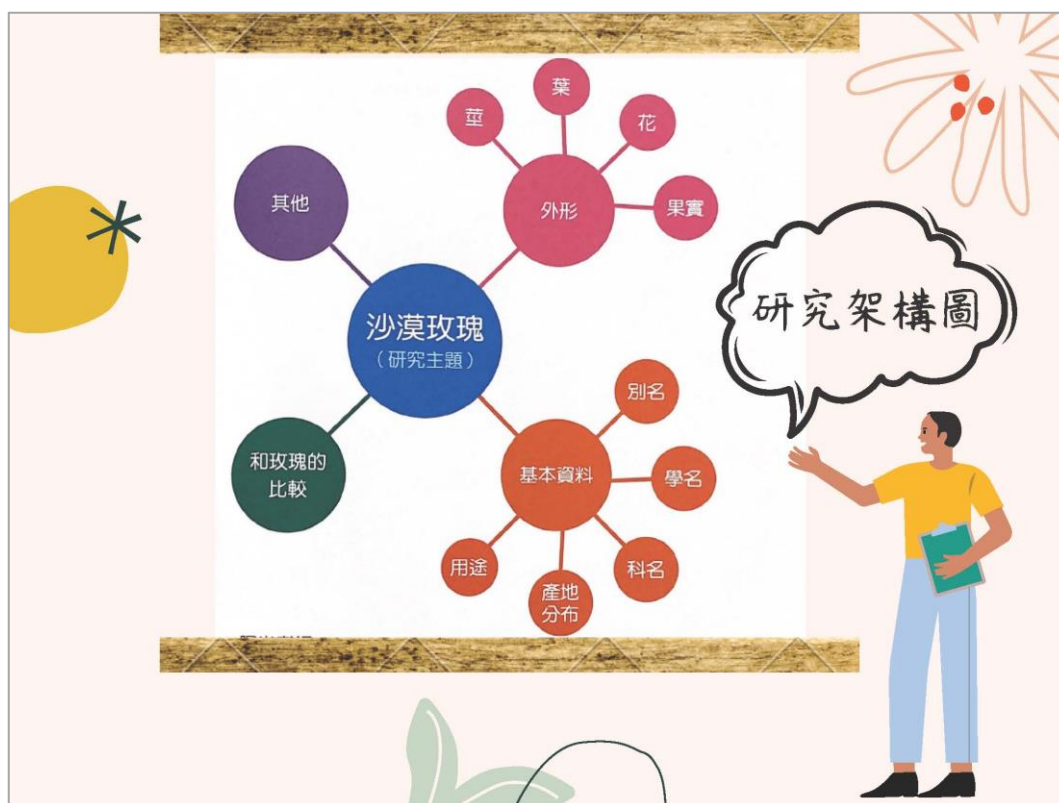 葉
莖
花
其他
外形
果實
沙漠玫瑰
(研究主題)
研究架構圖
別名
和玫瑰的
比較
基本資料
學名
用途
科名
產地
分布